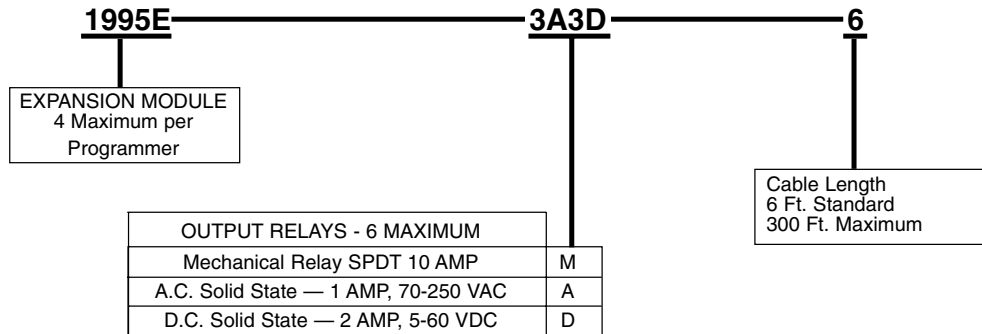 1995E 3A3D 6
EXPANSION MODULE
4 Maximum per
Programmer
Cable Length
6 Ft. Standard
300 Ft. Maximum
OUTPUT RELAYS - 6 MAXIMUM
Mechanical Relay SPDT 10 AMP M
A.C. Solid State — 1 AMP, 70-250 VAC A
D.C. Solid State — 2 AMP, 5-60 VDC D